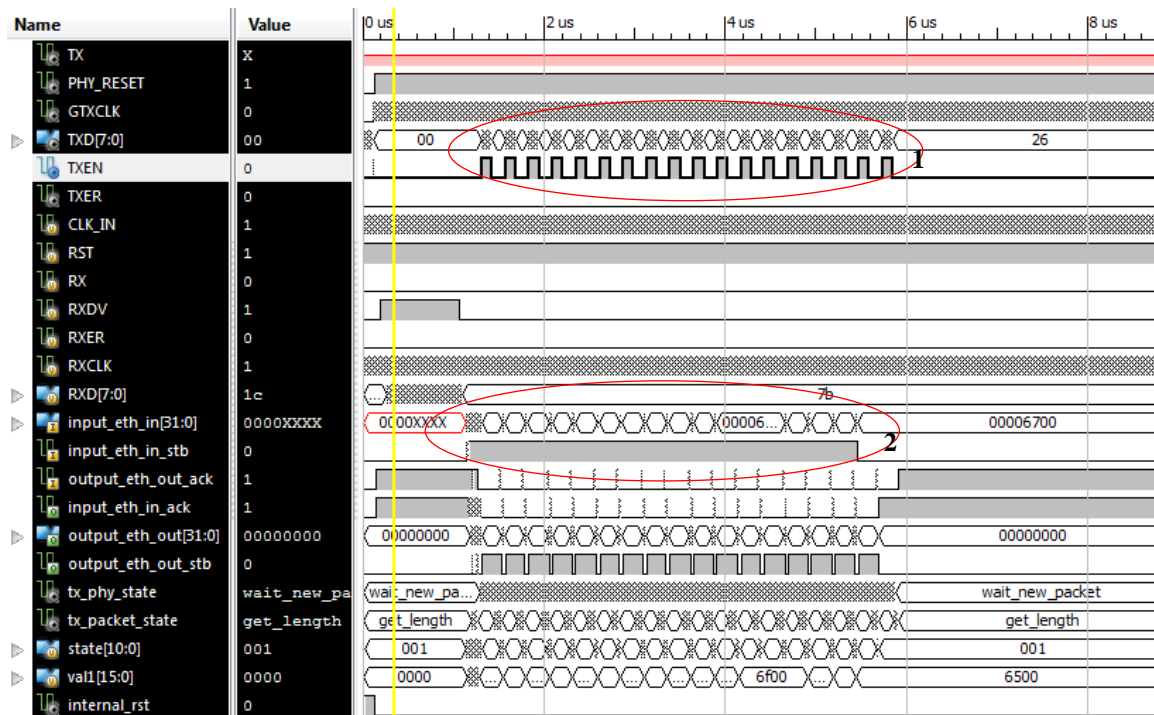 Name Value 0 us 2 us 4 us 6 us 8 us
TX X
PHY_RESET 1
GTXCLK 0
TXD[7:0] 00 00 26
TXEN 0 1
TXER 0
CLK_IN 1
RST 1
RX 0
RXDV 1
RXER 0
RXCLK 1
RXD[7:0] 1c ... 7b
input_eth_in[31:0] 0000XXXX 0000XXXX 00006... 00006700
input_eth_in_stb 0 2
output_eth_out_ack 1
input_eth_in_ack 1
output_eth_out[31:0] 00000000 00000000 00000000
output_eth_out_stb 0
tx_phy_state wait_new_pa wait_new_pa... wait_new_packet
tx_packet_state get_length get_length get_length
state[10:0] 001 001 001
val1[15:0] 0000 0000 ... ... ... ... ... ... ... ... ... 6f00 ... ... 6500
internal_rst 0